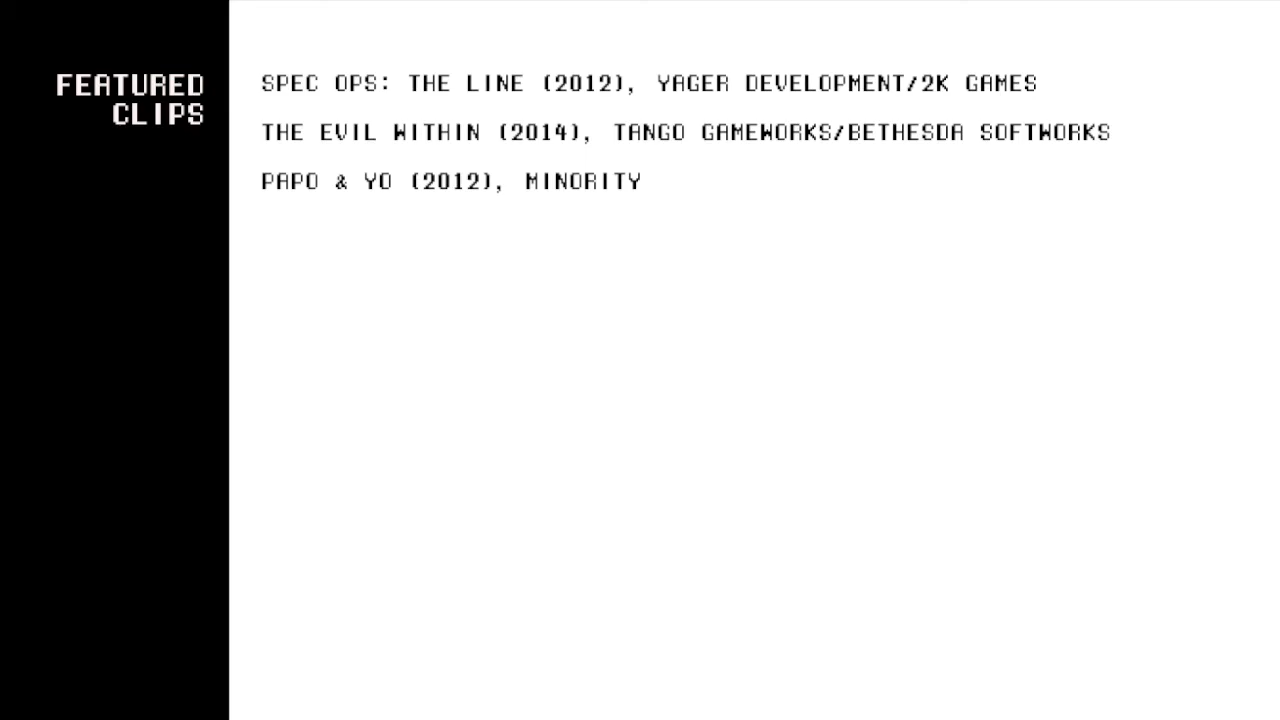 FEATURED
CLIPS
SPEC OPS: THE LINE (2012), YAGER DEVELOPMENT/2K GAMES
THE EVIL WITHIN (2014), TANGO GAMEWORKS/BETHESDA SOFTWORKS
PAPO & YO (2012), MINORITY